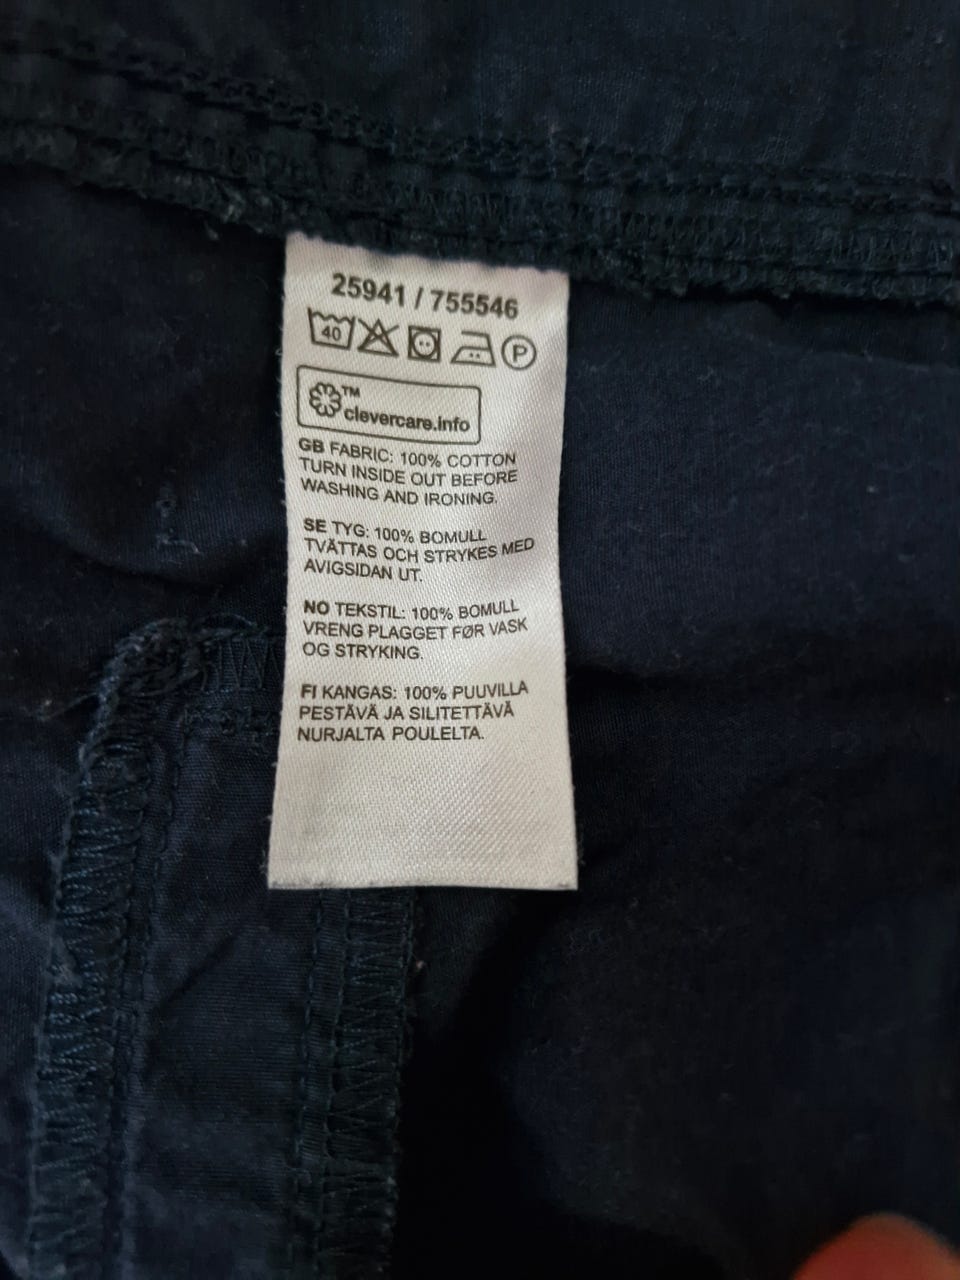 25941 / 755546
40 P
™
clevercare.info
GB FABRIC: 100% COTTON
TURN INSIDE OUT BEFORE
WASHING AND IRONING.
SE TYG: 100% BOMULL
TVÄTTAS OCH STRYKES MED
AVIGSIDAN UT.
NO TEKSTIL: 100% BOMULL
VRENG PLAGGET FØR VASK
OG STRYKING.
FI KANGAS: 100% PUUVILLA
PESTÄVÄ JA SILITETTÄVÄ
NURJALTA POULELTA.